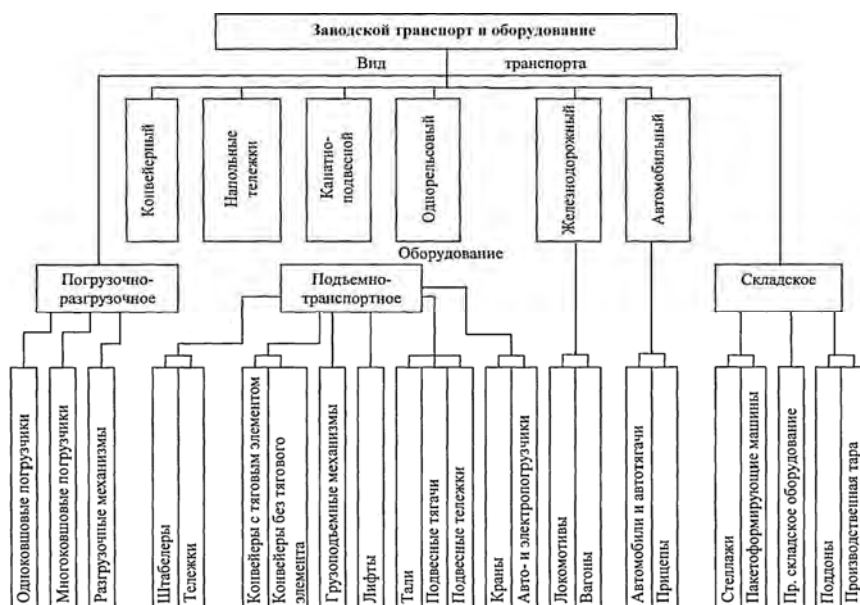 Заводской транспорт и оборудование
Вид транспорта
Конвейерный
Напольные
тележки
Канатно-
подвесной
Однорельсовый
Железнодорожный
Автомобильный
Оборудование
Погрузочно-
разгрузочное
Подъемно-
транспортное
Складское
Одноковшовые погрузчики
Многоковшовые погрузчики
Разгрузочные механизмы
Штабелеры
Тележки
Конвейеры с тяговым элементом
Конвейеры без тягового
элемента
Грузоподъемные механизмы
Лифты
Тали
Подвесные тягачи
Подвесные тележки
Краны
Авто- и электропогрузчики
Локомотивы
Вагоны
Автомобили и автотягачи
Прицепы
Стеллажи
Пакетоформирующие машины
Пр. складское оборудование
Поддоны
Производственная тара